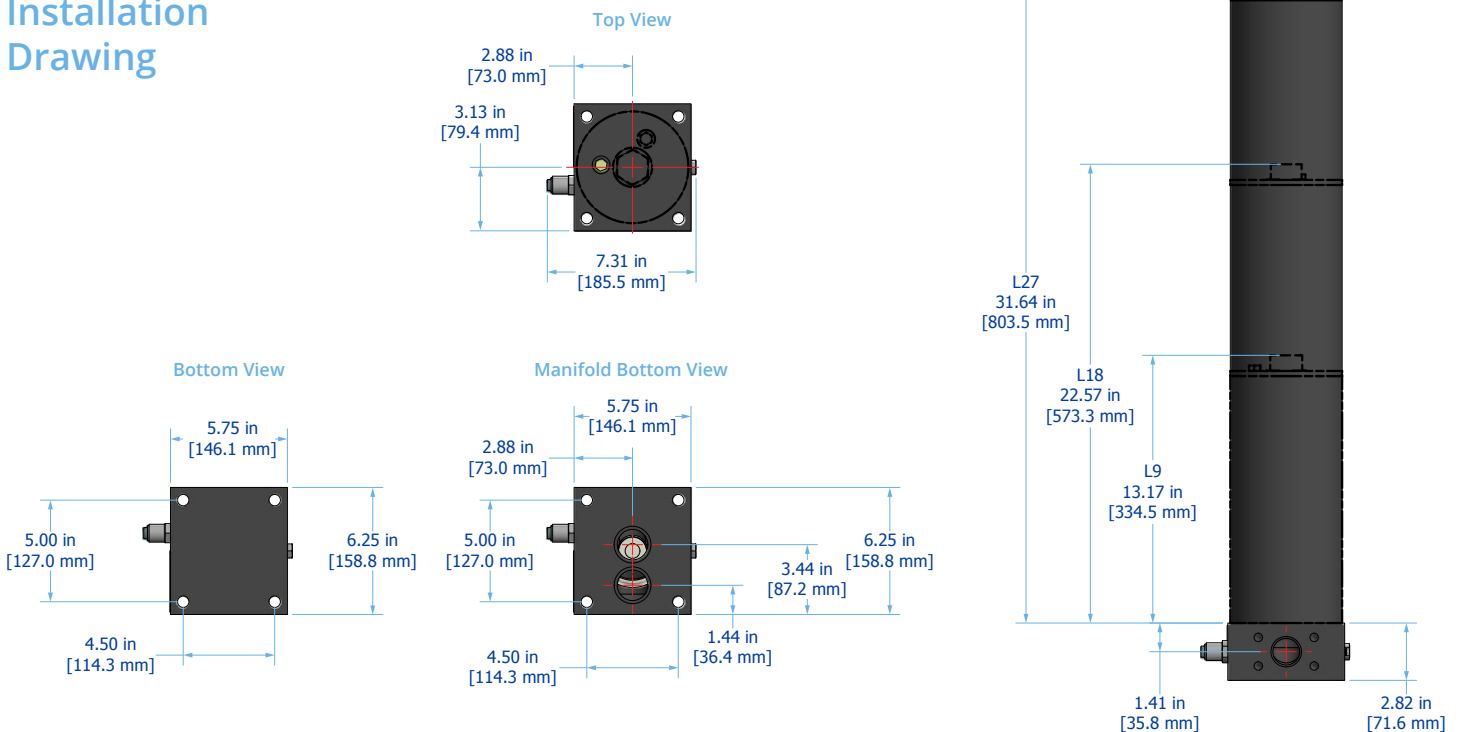 Installation
Drawing
Top View
2.88 in
[73.0 mm]
3.13 in
[79.4 mm]
7.31 in
[185.5 mm]
Bottom View
5.75 in
[146.1 mm]
5.00 in
[127.0 mm]
6.25 in
[158.8 mm]
4.50 in
[114.3 mm]
Manifold Bottom View
5.75 in
[146.1 mm]
2.88 in
[73.0 mm]
5.00 in
[127.0 mm]
6.25 in
[158.8 mm]
3.44 in
[87.2 mm]
1.44 in
[36.4 mm]
4.50 in
[114.3 mm]
L27
31.64 in
[803.5 mm]
L18
22.57 in
[573.3 mm]
L9
13.17 in
[334.5 mm]
1.41 in
[35.8 mm]
2.82 in
[71.6 mm]